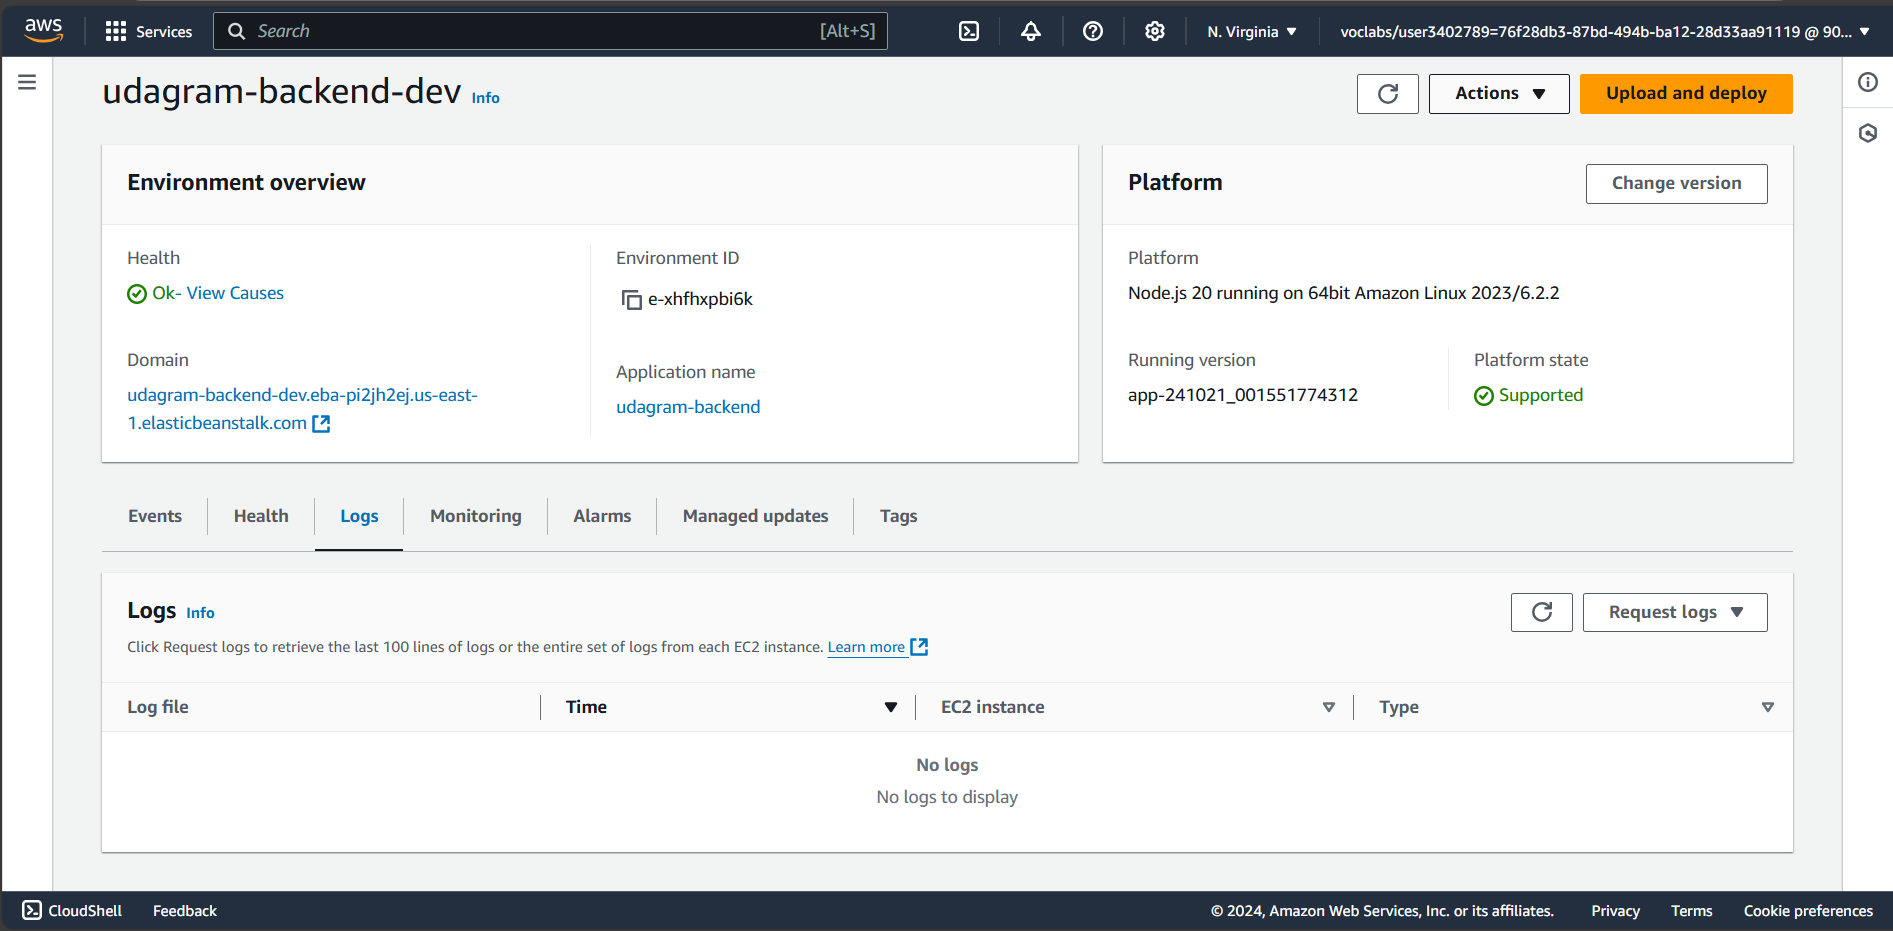 aws
Services
Search
[Alt+S]
N. Virginia
voclabs/user3402789=76f28db3-87bd-494b-ba12-28d33aa91119 @ 90...
udagram-backend-dev Info
Actions
Upload and deploy
Environment overview
Health
Ok - View Causes
Domain
udagram-backend-dev.eba-pi2jh2ej.us-east-
1.elasticbeanstalk.com
Environment ID
e-xhfhxpbi6k
Application name
udagram-backend
Platform
Change version
Platform
Node.js 20 running on 64bit Amazon Linux 2023/6.2.2
Running version
app-241021_001551774312
Platform state
Supported
Events
Health
Logs
Monitoring
Alarms
Managed updates
Tags
Logs Info
Click Request logs to retrieve the last 100 lines of logs or the entire set of logs from each EC2 instance. Learn more
Request logs
Log file
Time
EC2 instance
Type
No logs
No logs to display
CloudShell
Feedback
© 2024, Amazon Web Services, Inc. or its affiliates.
Privacy
Terms
Cookie preferences